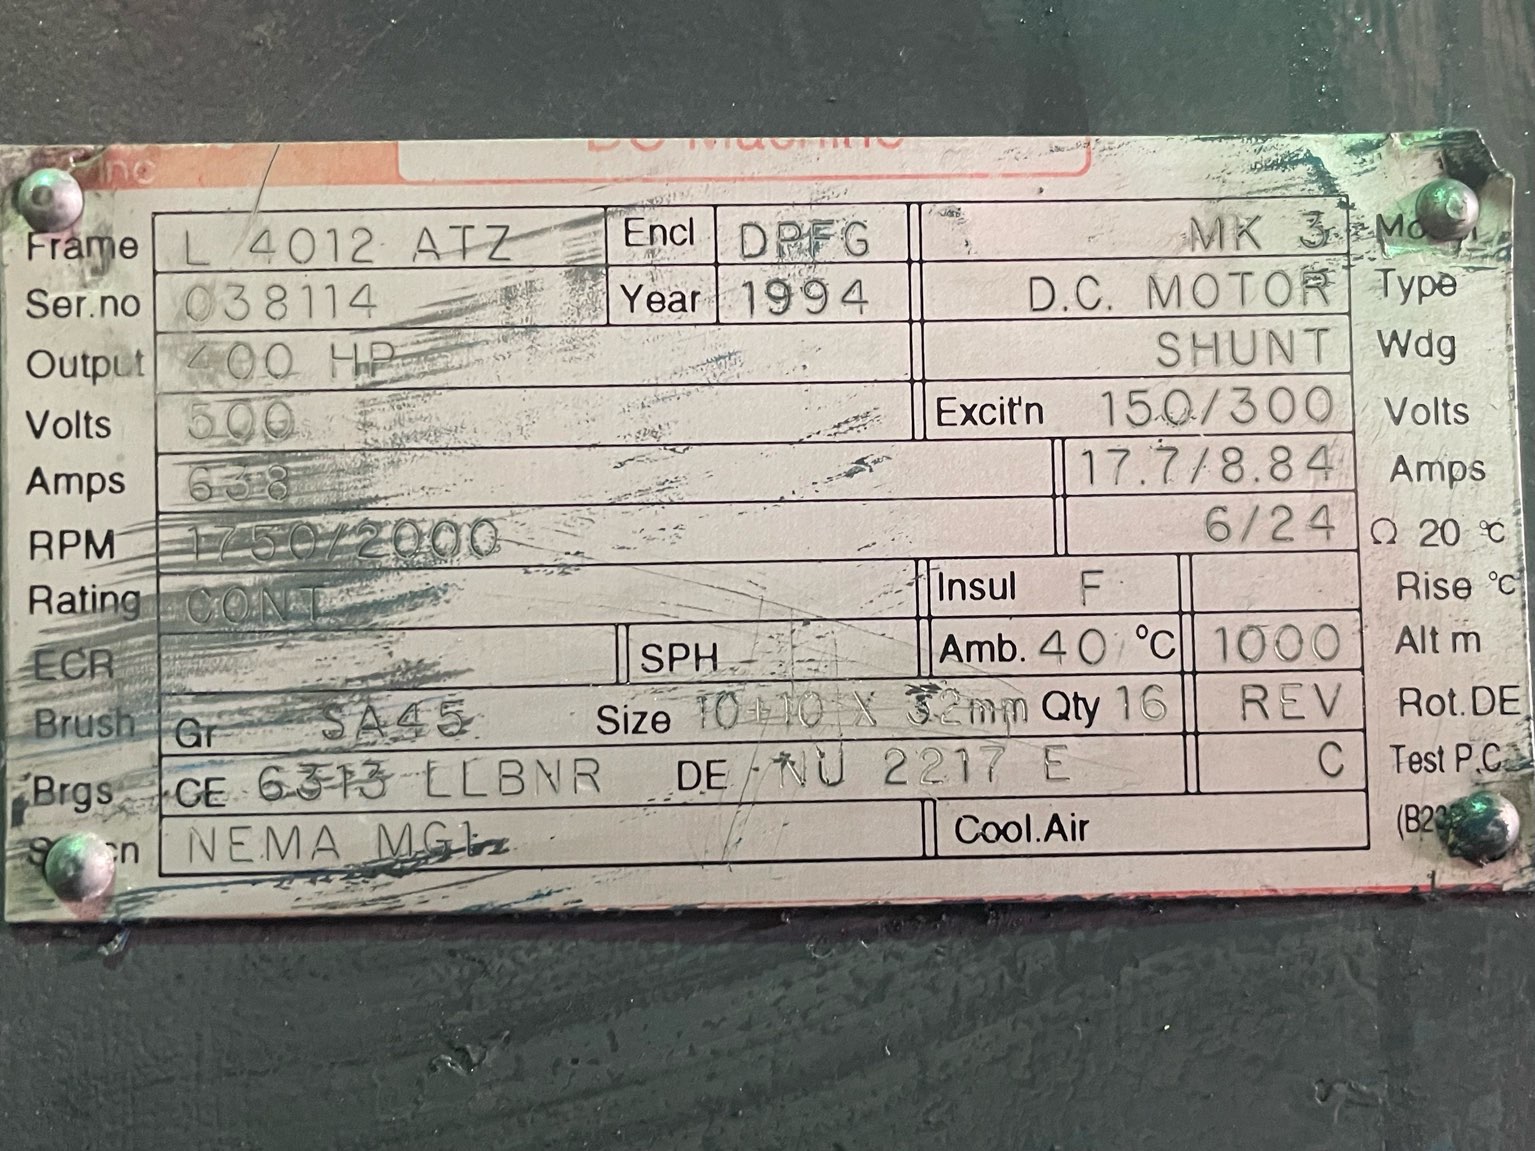 Inc DC Machine
Frame L 4012 ATZ Encl DPFG MK 3
Ser.no 038114 Year 1994 D.C. MOTOR Type
Output 400 HP SHUNT Wdg
Volts 500 Excit'n 150/300 Volts
Amps 638 17.7/8.84 Amps
RPM 1750/2000 6/24 Ω 20 °C
Rating CONT Insul F Rise °C
ECR SPH Amb. 40 °C 1000 Alt m
Brush Gr SA45 Size 10+10 X 32mm Qty 16 REV Rot.DE
Brgs CE 6313 LLBNR DE NU 2217 E C Test P.C
NEMA MG1 Cool.Air